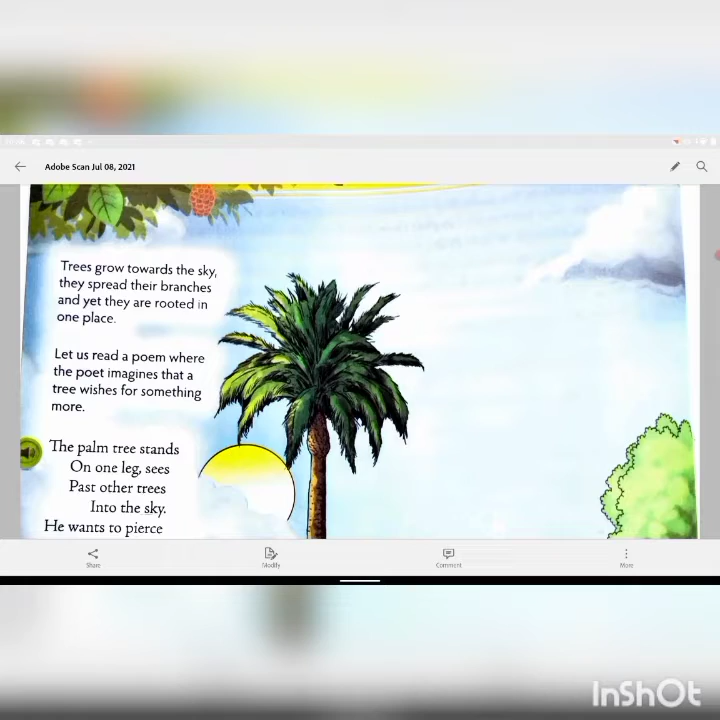 Adobe Scan Jul 08, 2021
Trees grow towards the sky,
they spread their branches
and yet they are rooted in
one place.
Let us read a poem where
the poet imagines that a
tree wishes for something
more.
The palm tree stands
On one leg, sees
Past other trees
Into the sky.
He wants to pierce
Share
Modify
Comment
More
InShOt